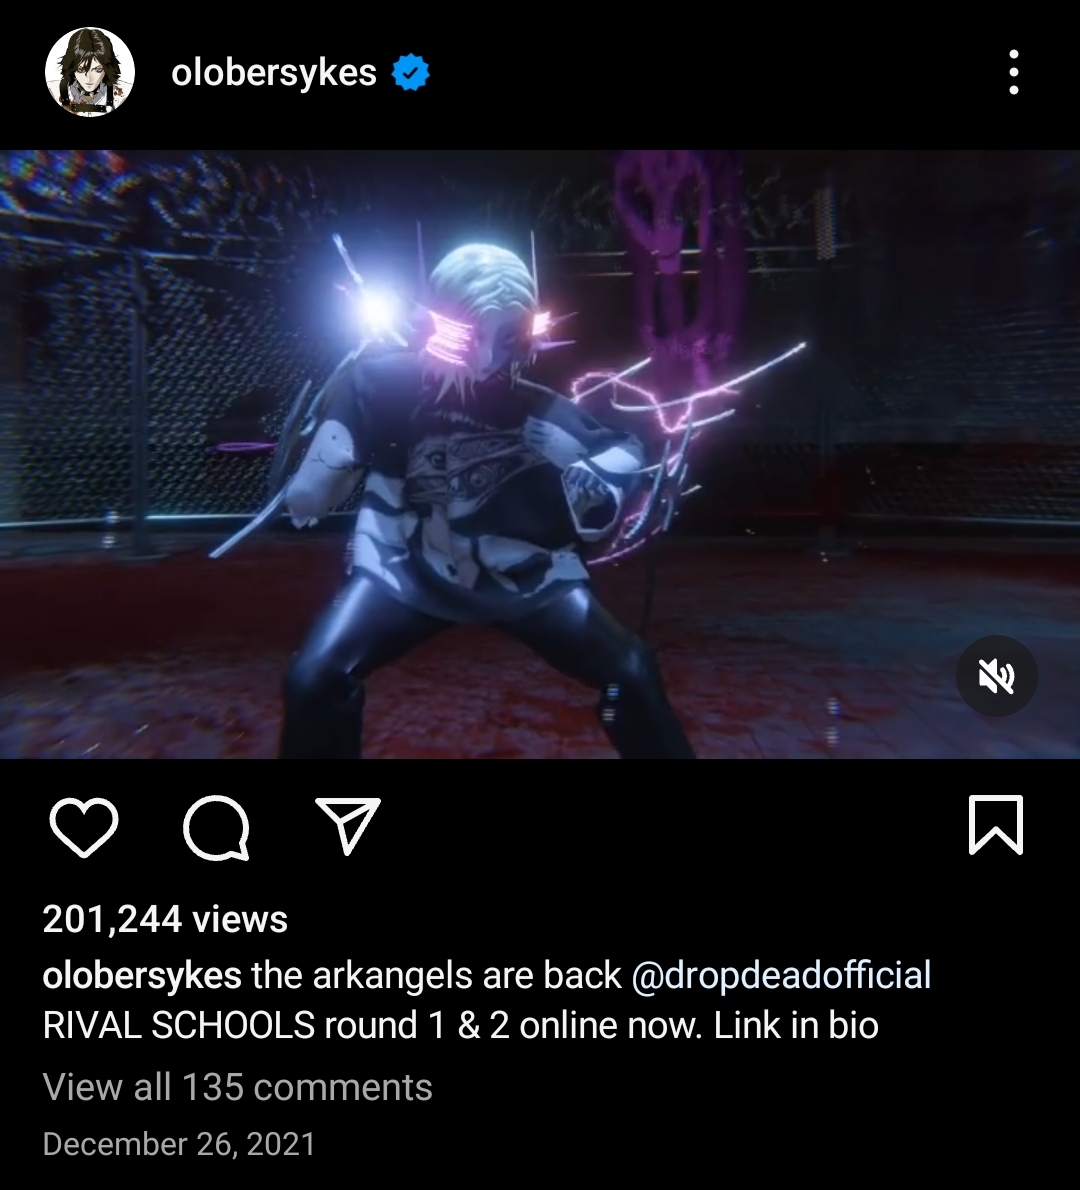 olobersykes
201,244 views
olobersykes the arkangels are back @dropdeadofficial
RIVAL SCHOOLS round 1 & 2 online now. Link in bio
View all 135 comments
December 26, 2021